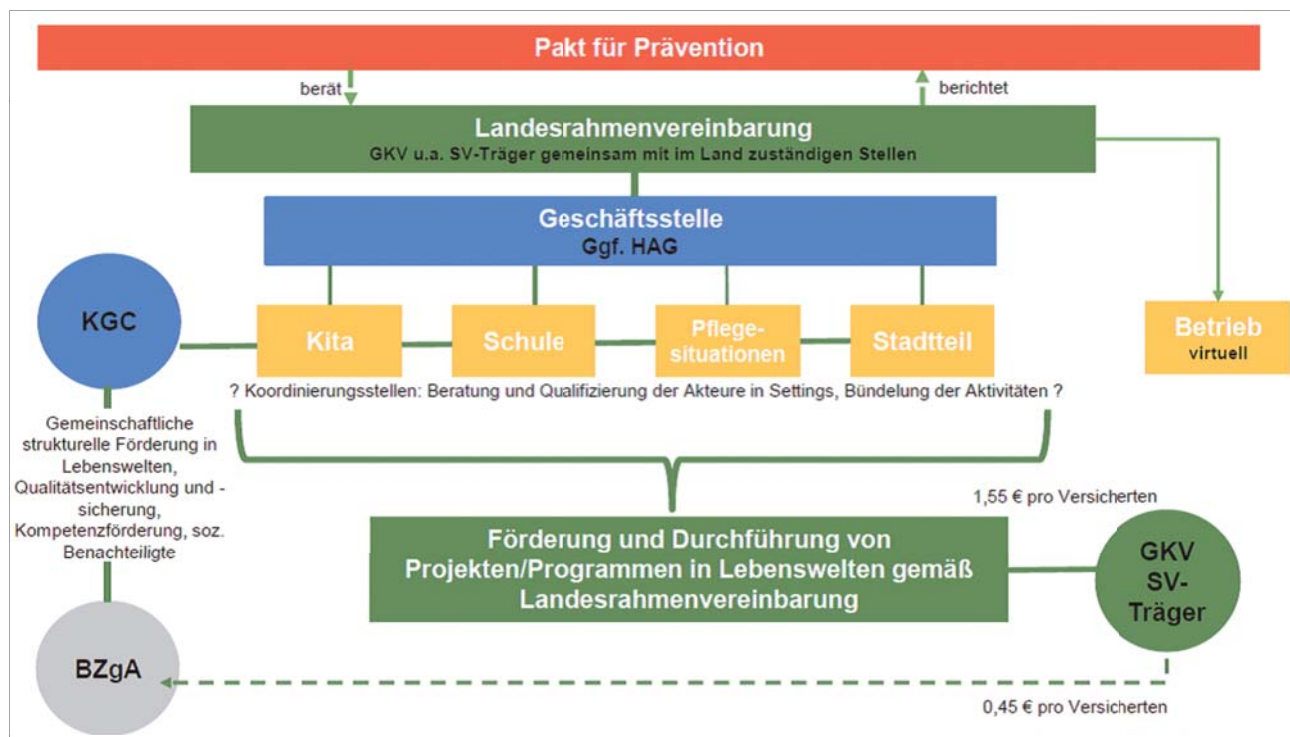 Pakt für Prävention
berät
berichtet
Landesrahmenvereinbarung
GKV u.a. SV-Träger gemeinsam mit im Land zuständigen Stellen
Geschäftsstelle
Ggf. HAG
KGC
Kita
Schule
Pflege-
situationen
Stadtteil
Betrieb
virtuell
? Koordinierungsstellen: Beratung und Qualifizierung der Akteure in Settings, Bündelung der Aktivitäten ?
Gemeinschaftliche
strukturelle Förderung in
Lebenswelten,
Qualitätsentwicklung und -
sicherung,
Kompetenzförderung, soz.
Benachteiligte
1,55 € pro Versicherten
Förderung und Durchführung von
Projekten/Programmen in Lebenswelten gemäß
Landesrahmenvereinbarung
GKV
SV-
Träger
BZgA
0,45 € pro Versicherten